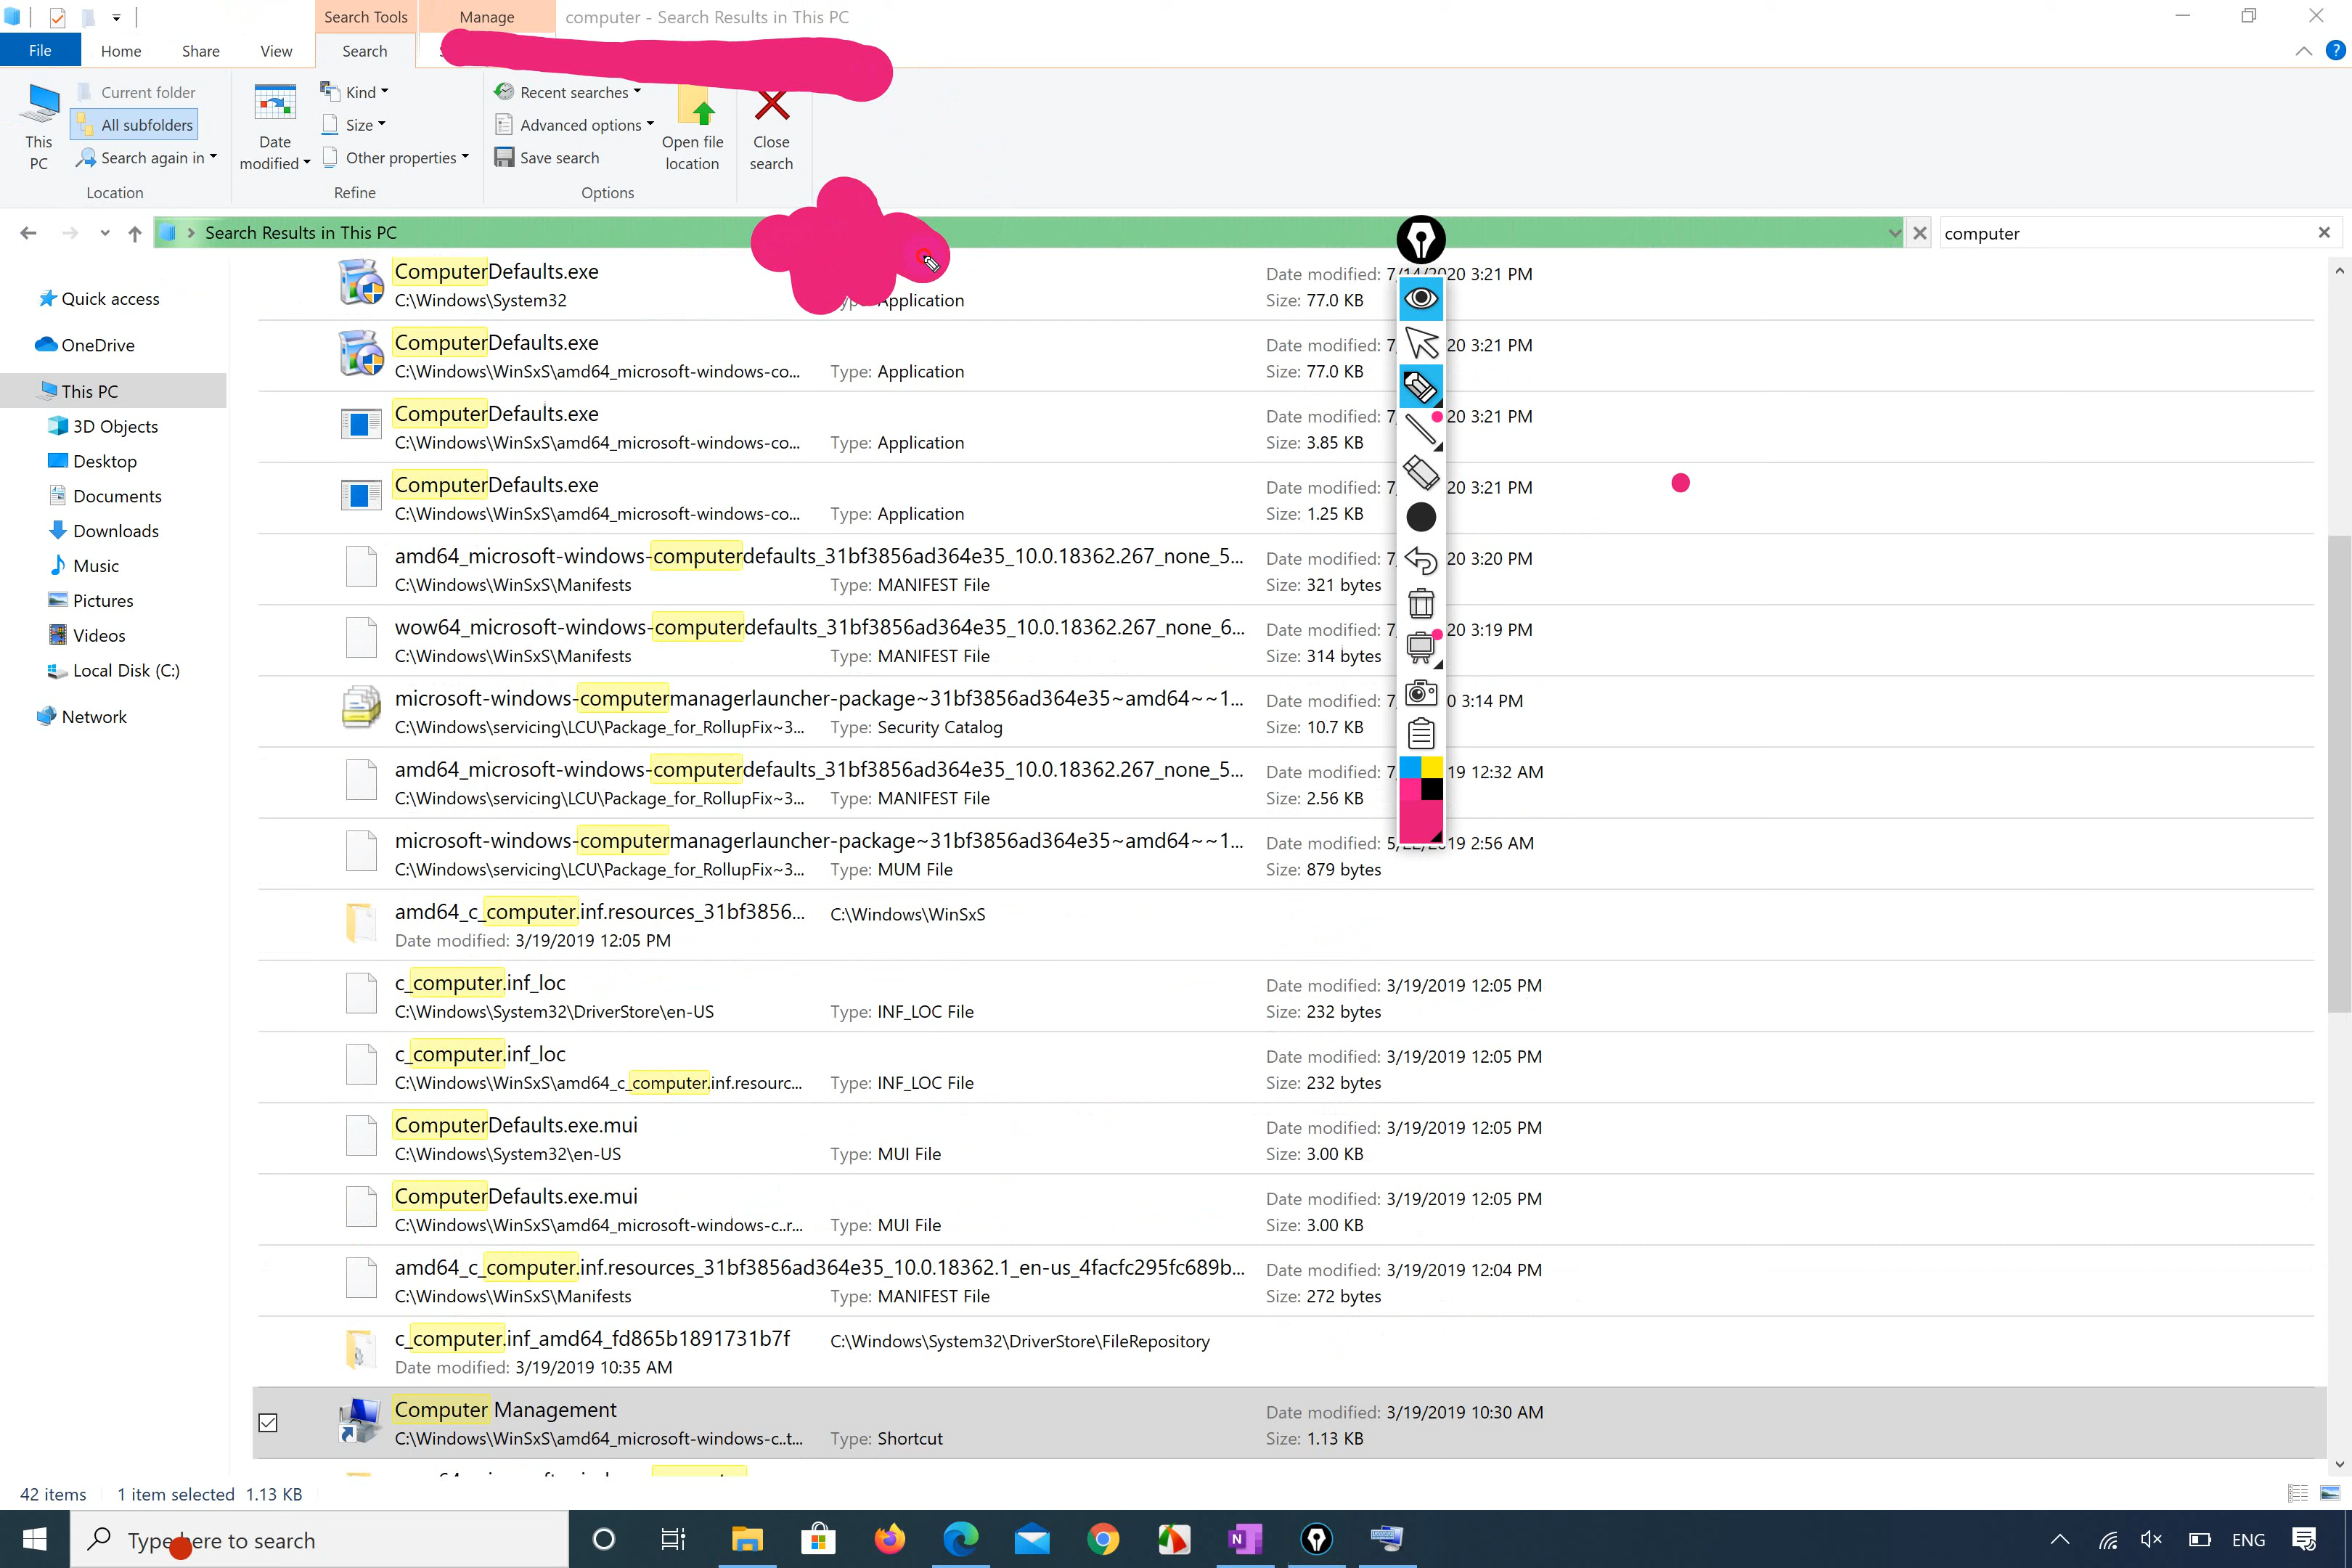 Search Tools
Manage
computer - Search Results in This PC
File
Home
Share
View
Search
This PC
Current folder
All subfolders
Search again in
Location
Date modified
Kind
Size
Other properties
Refine
Recent searches
Advanced options
Save search
Options
Open file location
Close search
Search Results in This PC
computer
Quick access
OneDrive
This PC
3D Objects
Desktop
Documents
Downloads
Music
Pictures
Videos
Local Disk (C:)
Network
ComputerDefaults.exe
Date modified: 7/14/2020 3:21 PM
C:\Windows\System32
Application
Size: 77.0 KB
ComputerDefaults.exe
Date modified: 7/ 20 3:21 PM
C:\Windows\WinSxS\amd64_microsoft-windows-co...
Type: Application
Size: 77.0 KB
ComputerDefaults.exe
Date modified: 7/ 20 3:21 PM
C:\Windows\WinSxS\amd64_microsoft-windows-co...
Type: Application
Size: 3.85 KB
ComputerDefaults.exe
Date modified: 7/ 20 3:21 PM
C:\Windows\WinSxS\amd64_microsoft-windows-co...
Type: Application
Size: 1.25 KB
amd64_microsoft-windows-computerdefaults_31bf3856ad364e35_10.0.18362.267_none_5...
Date modified: 7/ 20 3:20 PM
C:\Windows\WinSxS\Manifests
Type: MANIFEST File
Size: 321 bytes
wow64_microsoft-windows-computerdefaults_31bf3856ad364e35_10.0.18362.267_none_6...
Date modified: 7/ 20 3:19 PM
C:\Windows\WinSxS\Manifests
Type: MANIFEST File
Size: 314 bytes
microsoft-windows-computermanagerlauncher-package~31bf3856ad364e35~amd64~~1...
Date modified: 7/ 0 3:14 PM
C:\Windows\servicing\LCU\Package_for_RollupFix~3...
Type: Security Catalog
Size: 10.7 KB
amd64_microsoft-windows-computerdefaults_31bf3856ad364e35_10.0.18362.267_none_5...
Date modified: 7/ 19 12:32 AM
C:\Windows\servicing\LCU\Package_for_RollupFix~3...
Type: MANIFEST File
Size: 2.56 KB
microsoft-windows-computermanagerlauncher-package~31bf3856ad364e35~amd64~~1...
Date modified: 5/22/2019 2:56 AM
C:\Windows\servicing\LCU\Package_for_RollupFix~3...
Type: MUM File
Size: 879 bytes
amd64_c_computer.inf.resources_31bf3856...
C:\Windows\WinSxS
Date modified: 3/19/2019 12:05 PM
c_computer.inf_loc
Date modified: 3/19/2019 12:05 PM
C:\Windows\System32\DriverStore\en-US
Type: INF_LOC File
Size: 232 bytes
c_computer.inf_loc
Date modified: 3/19/2019 12:05 PM
C:\Windows\WinSxS\amd64_c_computer.inf.resourc...
Type: INF_LOC File
Size: 232 bytes
ComputerDefaults.exe.mui
Date modified: 3/19/2019 12:05 PM
C:\Windows\System32\en-US
Type: MUI File
Size: 3.00 KB
ComputerDefaults.exe.mui
Date modified: 3/19/2019 12:05 PM
C:\Windows\WinSxS\amd64_microsoft-windows-c..r...
Type: MUI File
Size: 3.00 KB
amd64_c_computer.inf.resources_31bf3856ad364e35_10.0.18362.1_en-us_4facfc295fc689b...
Date modified: 3/19/2019 12:04 PM
C:\Windows\WinSxS\Manifests
Type: MANIFEST File
Size: 272 bytes
c_computer.inf_amd64_fd865b1891731b7f
C:\Windows\System32\DriverStore\FileRepository
Date modified: 3/19/2019 10:35 AM
Computer Management
Date modified: 3/19/2019 10:30 AM
C:\Windows\WinSxS\amd64_microsoft-windows-c..t...
Type: Shortcut
Size: 1.13 KB
42 items
1 item selected 1.13 KB
Type here to search
ENG